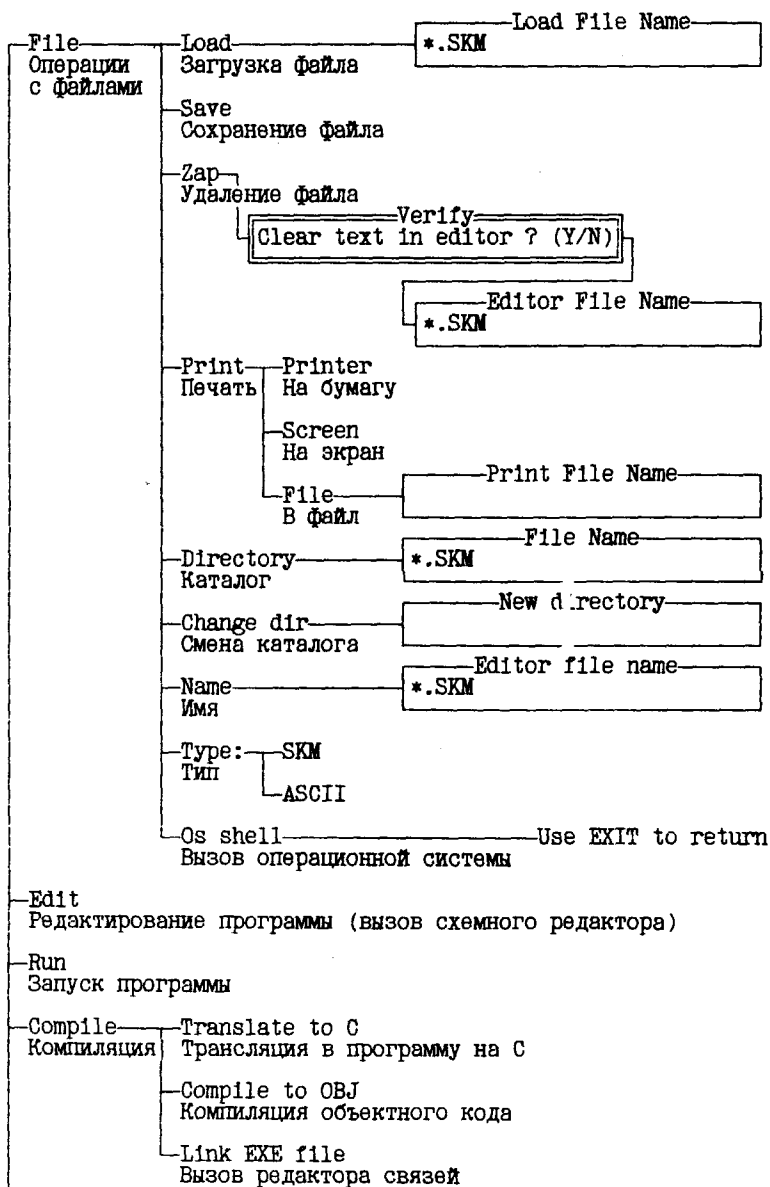 Load File Name
File Load *.SKM
Операции Загрузка файла
с файлами
Save
Сохранение файла
Zap
Удаление файла
Verify
Clear text in editor ? (Y/N)
Editor File Name
*.SKM
Print Printer
Печать На бумагу
Screen
На экран
Print File Name
File
В файл
File Name
Directory *.SKM
Каталог
New d rectory
Change dir
Смена каталога
Editor file name
Name *.SKM
Имя
Type: SKM
Тип
ASCII
Os shell Use EXIT to return
Вызов операционной системы
Edit
Редактирование программы (вызов схемного редактора)
Run
Запуск программы
Compile Translate to C
Компиляция Трансляция в программу на C
Compile to OBJ
Компиляция объектного кода
Link EXE file
Вызов редактора связей